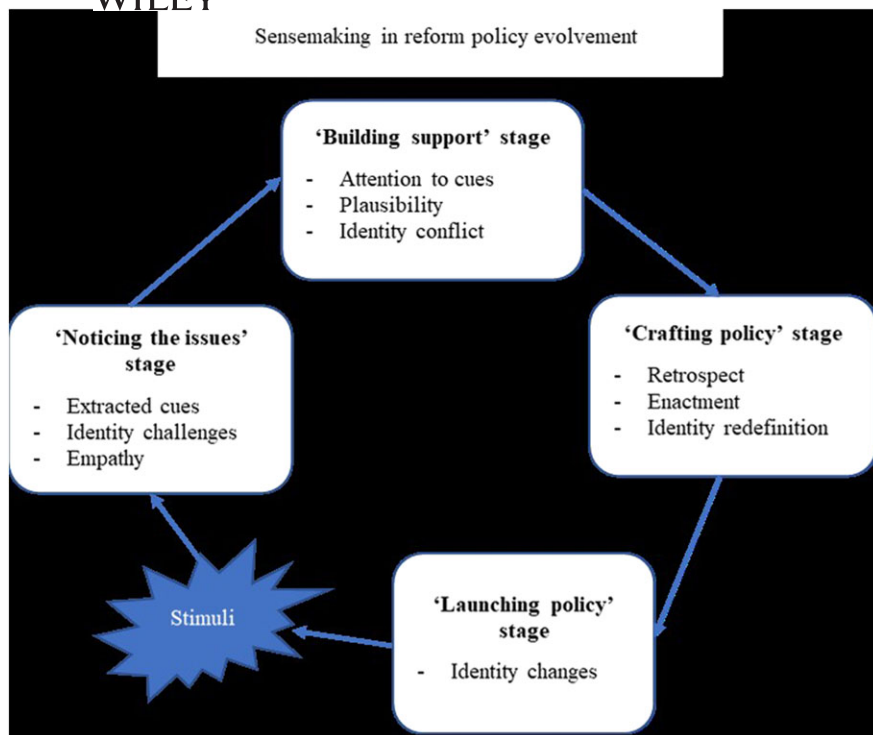 WILEY
Sensemaking in reform policy evolvement
‘Building support’ stage
- Attention to cues
- Plausibility
- Identity conflict
‘Noticing the issues’
stage
- Extracted cues
- Identity challenges
- Empathy
‘Crafting policy’ stage
- Retrospect
- Enactment
- Identity redefinition
‘Launching policy’
stage
- Identity changes
Stimuli